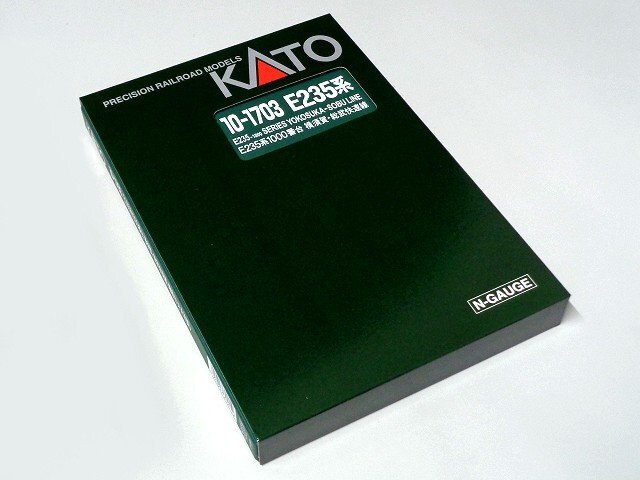 PRECISION RAILROAD MODELS
KATO
10-1703 E235系
E235-1000 SERIES YOKOSUKA・SOBU LINE
E235系1000番台 横須賀・総武快速線
N-GAUGE